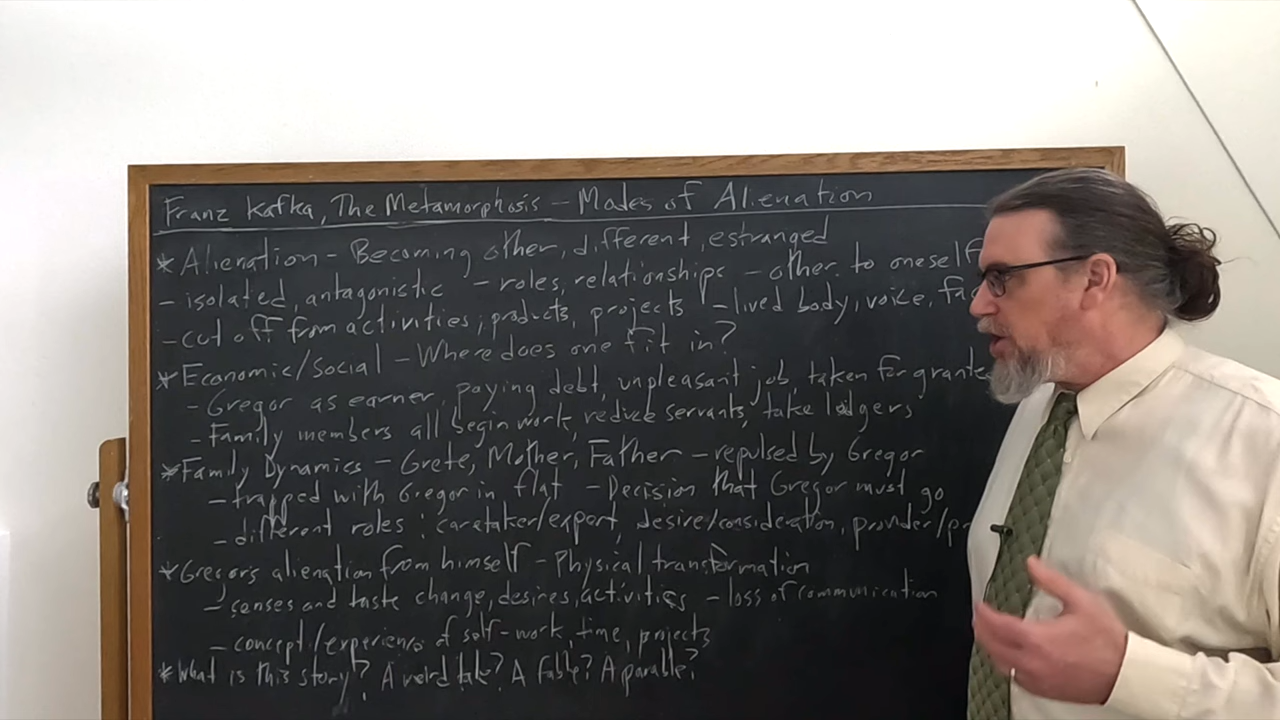 Franz Kafka, The Metamorphosis - Modes of Alienation
* Alienation - Becoming other, different, estranged
- isolated, antagonistic - roles, relationships - other to oneself
- cut off from activities, products, projects - lived body, voice,
* Economic/Social - Where does one fit in?
- Gregor as earner, paying debt, unpleasant job, taken for grante
- Family members all begin work, reduce servants, take lodgers
* Family Dynamics - Grete, Mother, Father - repulsed by Gregor
- trapped with Gregor in flat - Decision that Gregor must go
- different roles: caretaker/expert, desire/consideration, provider/
* Gregor's alienation from himself - Physical transformation
- senses and taste change, desires, activities - loss of communication
- concept/experience of self - work, time, projects
* What is this story? A weird tale? A fable? A parable?